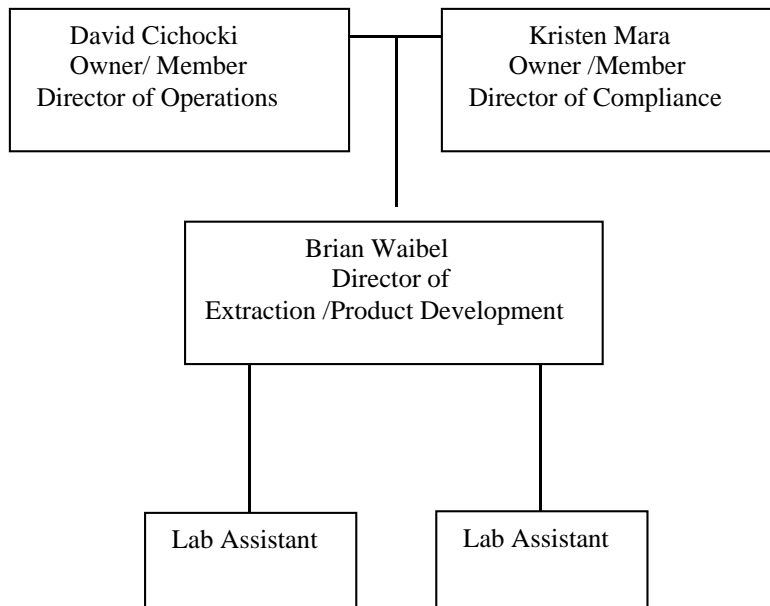 David Cichocki
Owner/ Member
Director of Operations
Kristen Mara
Owner /Member
Director of Compliance
Brian Waibel
Director of
Extraction /Product Development
Lab Assistant
Lab Assistant